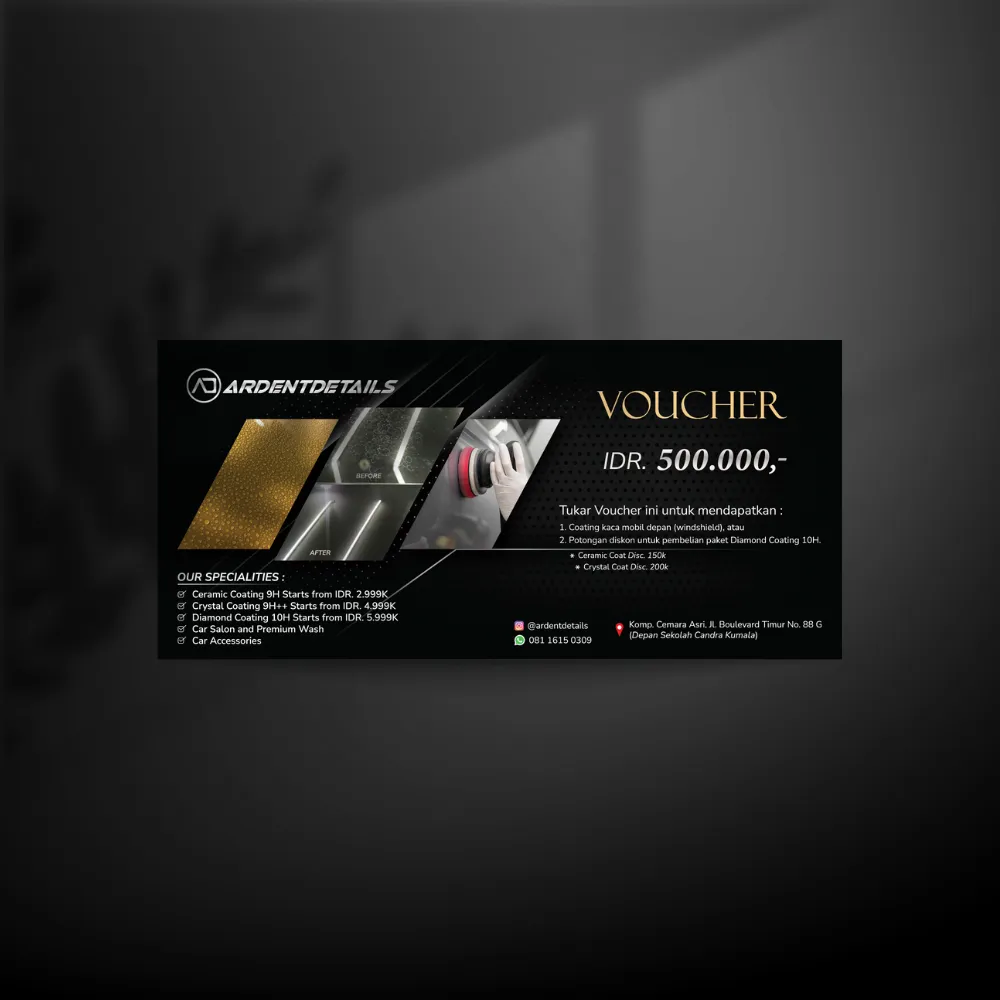 ARDENTDETAILS
BEFORE
AFTER
OUR SPECIALITIES :
Ceramic Coating 9H Starts from IDR. 2.999K
Crystal Coating 9H++ Starts from IDR. 4.999K
Diamond Coating 10H Starts from IDR. 5.999K
Car Salon and Premium Wash
Car Accessories
VOUCHER
IDR. 500.000,-
Tukar Voucher ini untuk mendapatkan :
1. Coating kaca mobil depan (windshield), atau
2. Potongan diskon untuk pembelian paket Diamond Coating 10H.
* Ceramic Coat Disc. 150k
* Crystal Coat Disc. 200k
@ardentdetails
081 1615 0309
Komp. Cemara Asri, Jl. Boulevard Timur No. 88 G
(Depan Sekolah Candra Kumala)